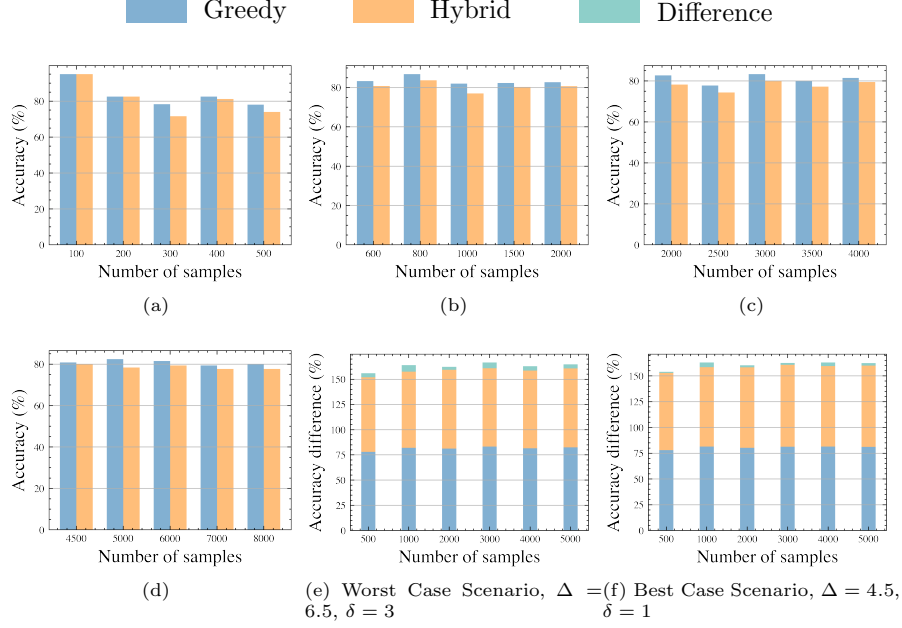 Greedy Hybrid Difference
Accuracy (%)
80
60
40
20
0
100 200 300 400 500
Number of samples
(a)
Accuracy (%)
80
60
40
20
0
600 800 1000 1500 2000
Number of samples
(b)
Accuracy (%)
80
60
40
20
0
2000 2500 3000 3500 4000
Number of samples
(c)
Accuracy (%)
80
60
40
20
0
4500 5000 6000 7000 8000
Number of samples
(d)
Accuracy difference (%)
150
125
100
75
50
25
0
500 1000 2000 3000 4000 5000
Number of samples
(e) Worst Case Scenario, Δ =
6.5, δ = 3
Accuracy difference (%)
150
125
100
75
50
25
0
500 1000 2000 3000 4000 5000
Number of samples
(f) Best Case Scenario, Δ = 4.5,
δ = 1